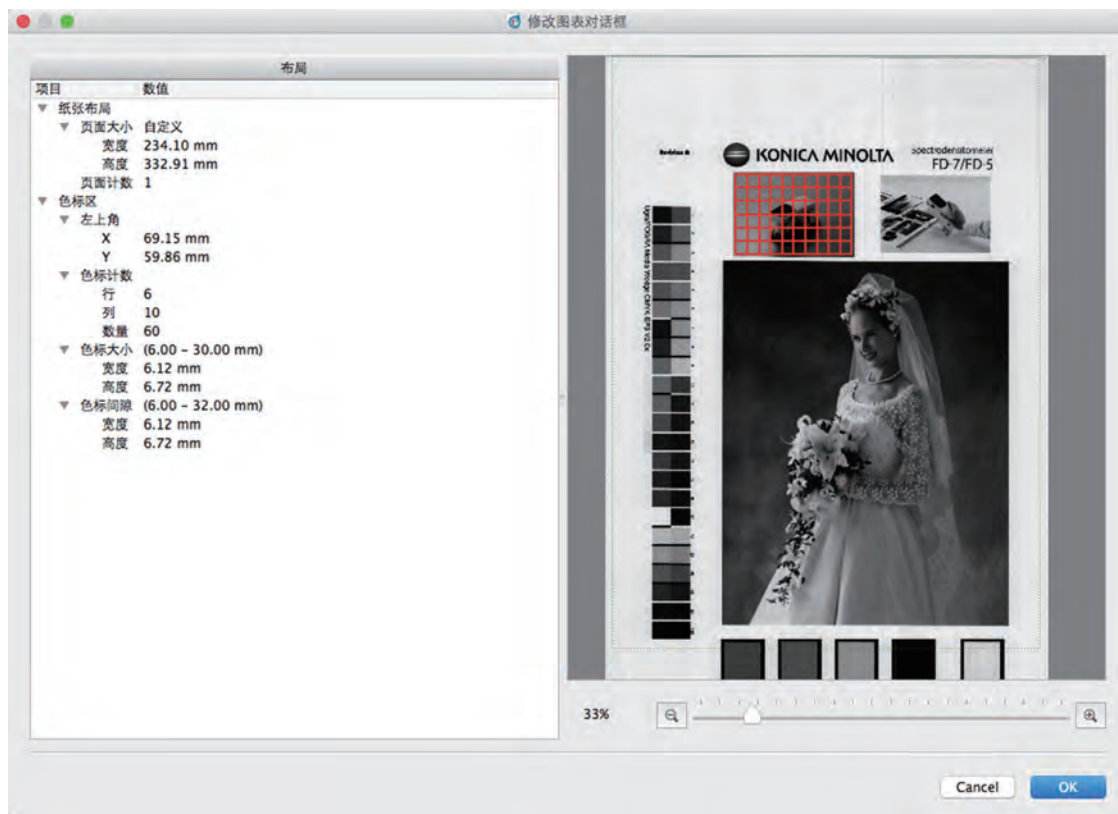 修改图表对话框
布局
项目 数值
纸张布局
页面大小 自定义
宽度 234.10 mm
高度 332.91 mm
页面计数 1
色标区
左上角
X 69.15 mm
Y 59.86 mm
色标计数
行 6
列 10
数量 60
色标大小 (6.00 – 30.00 mm)
宽度 6.12 mm
高度 6.72 mm
色标间隙 (6.00 – 32.00 mm)
宽度 6.12 mm
高度 6.72 mm
KONICA MINOLTA
Spectrodensitometer
FD-7/FD-5
33%
Cancel OK